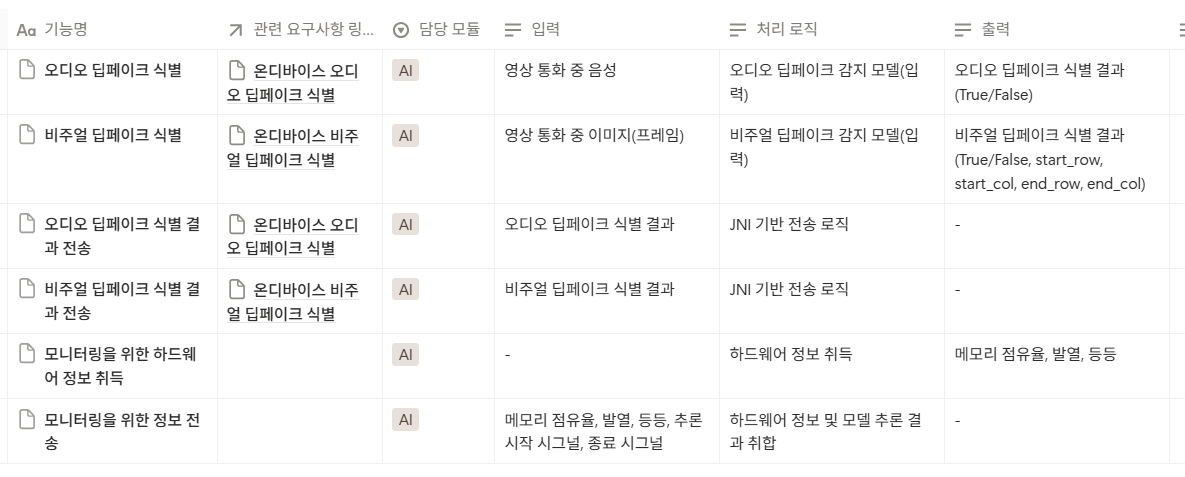 Aa 기능명 관련 요구사항 링... 담당 모듈 입력 처리 로직 출력
오디오 딥페이크 식별 온디바이스 오디 AI 영상 통화 중 음성 오디오 딥페이크 감지 모델(입 오디오 딥페이크 식별 결과
오 딥페이크 식별 력) (True/False)
비주얼 딥페이크 식별 온디바이스 비주 AI 영상 통화 중 이미지(프레임) 비주얼 딥페이크 감지 모델(입 비주얼 딥페이크 식별 결과
얼 딥페이크 식별 력) (True/False, start_row,
start_col, end_row, end_col)
오디오 딥페이크 식별 결 온디바이스 오디 AI 오디오 딥페이크 식별 결과 JNI 기반 전송 로직 -
과 전송 오 딥페이크 식별
비주얼 딥페이크 식별 결 온디바이스 비주 AI 비주얼 딥페이크 식별 결과 JNI 기반 전송 로직 -
과 전송 얼 딥페이크 식별
모니터링을 위한 하드웨 AI - 하드웨어 정보 취득 메모리 점유율, 발열, 등등
어 정보 취득
모니터링을 위한 정보 전 AI 메모리 점유율, 발열, 등등, 추론 하드웨어 정보 및 모델 추론 결 -
송 시작 시그널, 종료 시그널 과 취합